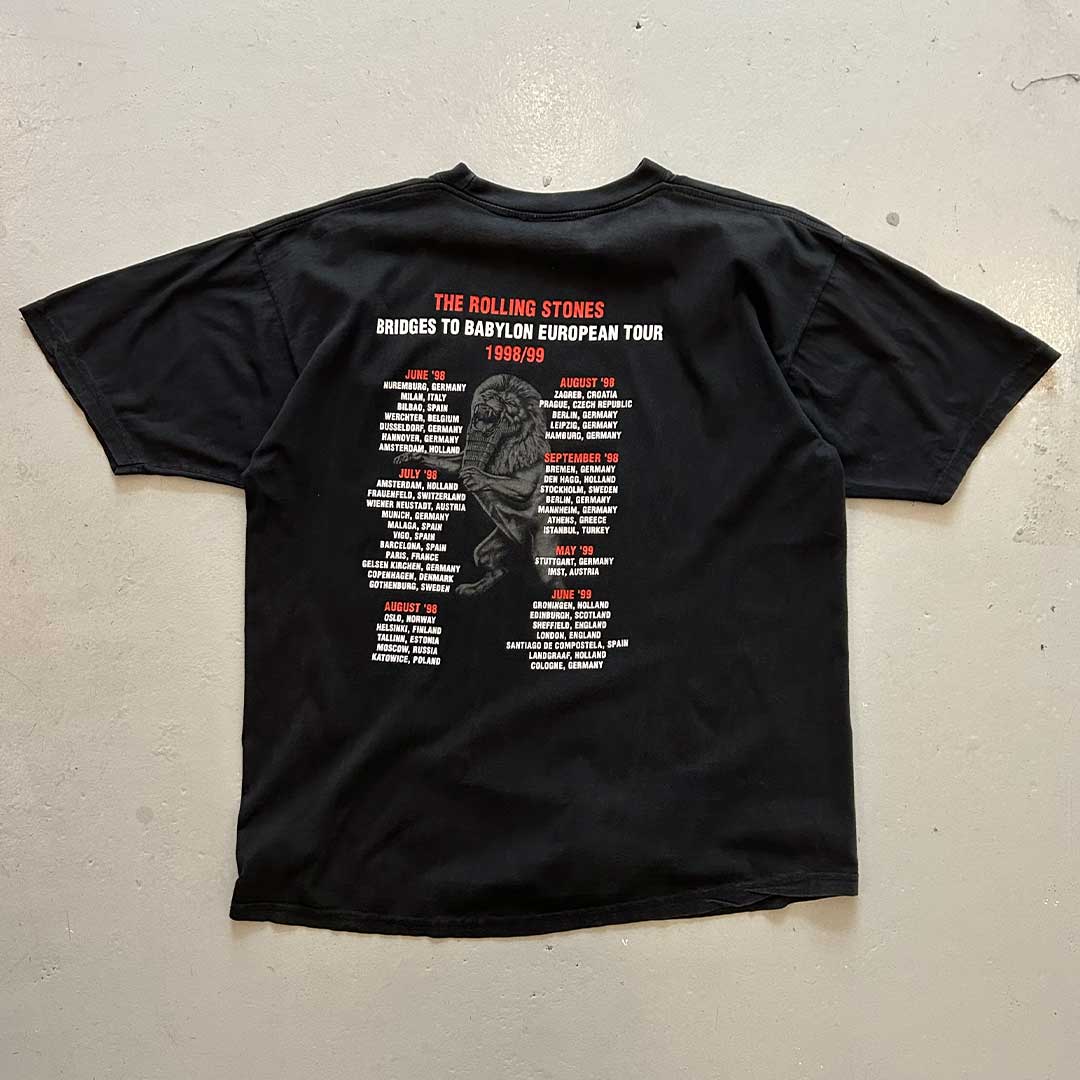 THE ROLLING STONES
BRIDGES TO BABYLON EUROPEAN TOUR
1998/99
JUNE '98
NUREMBURG, GERMANY
MILAN, ITALY
BILBAO, SPAIN
WERCHTER, BELGIUM
DUSSELDORF, GERMANY
HANNOVER, GERMANY
AMSTERDAM, HOLLAND
JULY '98
AMSTERDAM, HOLLAND
FRAUENFELD, SWITZERLAND
WIENER NEUSTADT, AUSTRIA
MUNICH, GERMANY
MALAGA, SPAIN
VIGO, SPAIN
BARCELONA, SPAIN
PARIS, FRANCE
GELSEN KIRCHEN, GERMANY
COPENHAGEN, DENMARK
GOTHENBURG, SWEDEN
AUGUST '98
OSLO, NORWAY
HELSINKI, FINLAND
TALLINN, ESTONIA
MOSCOW, RUSSIA
KATOWICE, POLAND
AUGUST '98
ZAGREB, CROATIA
PRAGUE, CZECH REPUBLIC
BERLIN, GERMANY
LEIPZIG, GERMANY
HAMBURG, GERMANY
SEPTEMBER '98
BREMEN, GERMANY
DEN HAGG, HOLLAND
STOCKHOLM, SWEDEN
BERLIN, GERMANY
MANNHEIM, GERMANY
ATHENS, GREECE
ISTANBUL, TURKEY
MAY '99
STUTTGART, GERMANY
IMST, AUSTRIA
JUNE '99
GRONINGEN, HOLLAND
EDINBURGH, SCOTLAND
SHEFFIELD, ENGLAND
LONDON, ENGLAND
SANTIAGO DE COMPOSTELA, SPAIN
LANDGRAAF, HOLLAND
COLOGNE, GERMANY